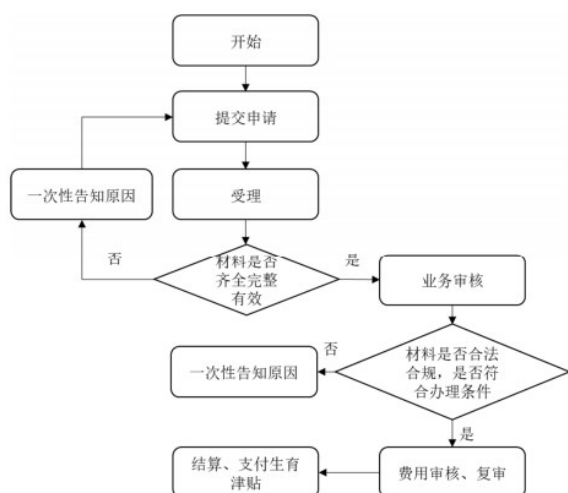 开始
提交申请
一次性告知原因
受理
否
材料是否
齐全完整
有效
是
业务审核
一次性告知原因
否
材料是否合法
合规，是否符
合办理条件
是
结算、支付生育
津贴
费用审核、复审